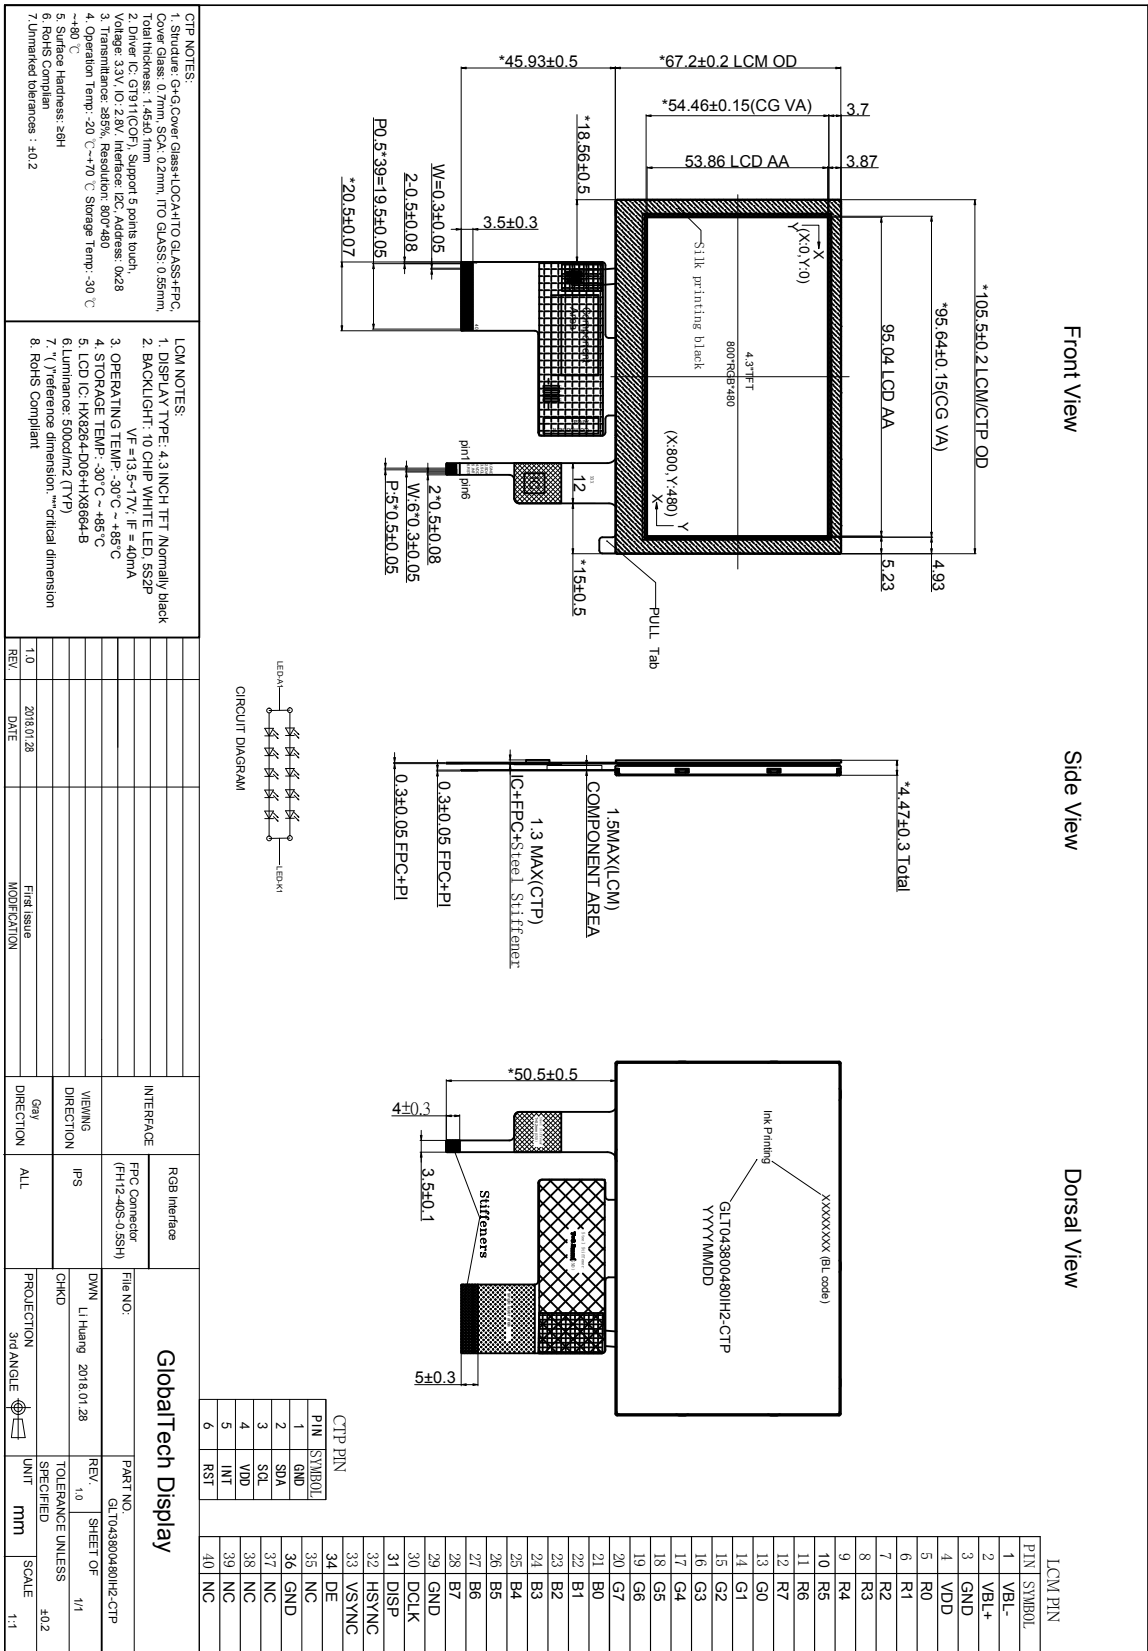 Front View
Side View
Dorsal View
*105.5±0.2 LCM/CTP OD
*95.64±0.15(CG VA)
95.04 LCD AA
4.93
5.23
*45.93±0.5
*67.2±0.2 LCM OD
*54.46±0.15(CG VA)
3.7
53.86 LCD AA
3.87
*18.56±0.5
(X:0,Y:0)
X
Y
Silk printing black
4.3"TFT
800*RGB*480
(X:800,Y:480)
Y
X
3.5±0.3
W=0.3±0.05
2-0.5±0.08
P0.5*39=19.5±0.05
*20.5±0.07
Component
Area
pin1
pin6
12
*15±0.5
PULL Tab
2*0.5±0.08
W:6*0.3±0.05
P:5*0.5±0.05
*4.47±0.3 Total
1.5MAX(LCM)
COMPONENT AREA
1.3 MAX(CTP)
IC+FPC+Steel Stiffener
0.3±0.05 FPC+PI
0.3±0.05 FPC+PI
LED-A1
LED-K1
CIRCUIT DIAGRAM
*50.5±0.5
4±0.3
3.5±0.1
Stiffeners
5±0.3
Ink Printing
XXXXXXXX (BL code)
GLT043800480IH2-CTP
YYYYMMDD
LCM PIN
PIN SYMBOL
1 VBL-
2 VBL+
3 GND
4 VDD
5 R0
6 R1
7 R2
8 R3
9 R4
10 R5
11 R6
12 R7
13 G0
14 G1
15 G2
16 G3
17 G4
18 G5
19 G6
20 G7
21 B0
22 B1
23 B2
24 B3
25 B4
26 B5
27 B6
28 B7
29 GND
30 DCLK
31 DISP
32 HSYNC
33 VSYNC
34 DE
35 NC
36 GND
37 NC
38 NC
39 NC
40 NC
CTP PIN
PIN SYMBOL
1 GND
2 SDA
3 SCL
4 VDD
5 INT
6 RST
CTP NOTES:
1. Structure: G+G,Cover Glass+LOCA+ITO GLASS+FPC,
Cover Glass: 0.7mm, SCA: 0.2mm, ITO GLASS: 0.55mm,
Total thickness: 1.45±0.1mm
2. Driver IC: GT911(COF), Support 5 points touch,
Voltage: 3.3V, IO: 2.8V. Interface: I2C, Address: 0x28
3. Transmittance: ≥85%, Resolution: 800*480
4. Operation Temp: -20 ℃~+70 ℃ Storage Temp: -30 ℃
~+80 ℃
5. Surface Hardness: ≥6H
6. RoHS Complian
7.Unmarked tolerances：±0.2
LCM NOTES:
1. DISPLAY TYPE: 4.3 INCH TFT /Normally black
2. BACKLIGHT: 10 CHIP WHITE LED, 5S2P
VF =13.5~17V; IF = 40mA
3. OPERATING TEMP: -30°C ~ +85°C
4. STORAGE TEMP: -30°C ~ +85°C
5. LCD IC: HX8264-D06+HX8664-B
6.Luminance: 500cd/m2 (TYP)
7. "( )"reference dimension,"*"critical dimension
8. RoHS Compliant
1.0 2018.01.28 First issue
REV. DATE MODIFICATION
INTERFACE
RGB Interface
FPC Connector
(FH12-40S-0.5SH)
VIEWING
DIRECTION
IPS
Gray
DIRECTION
ALL
GlobalTech Display
File NO:
PART NO.
GLT043800480IH2-CTP
DWN Li Huang 2018.01.28
REV. 1.0
SHEET OF 1/1
CHKD
TOLERANCE UNLESS
SPECIFIED ±0.2
PROJECTION
3rd ANGLE
UNIT mm
SCALE 1:1